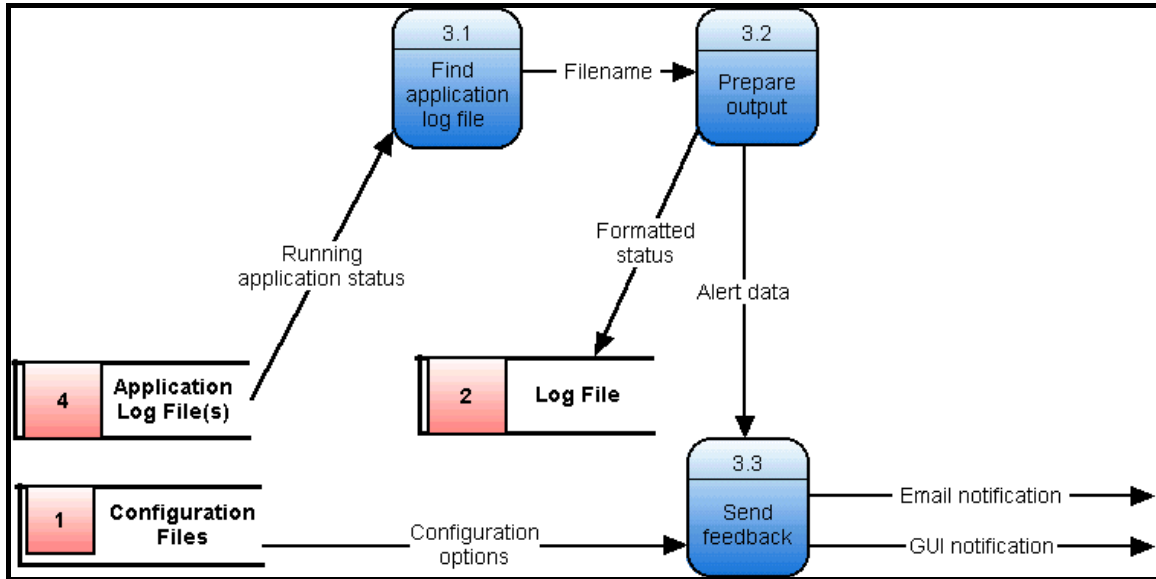 3.1
Find
application
log file
Filename
3.2
Prepare
output
Running
application status
Formatted
status
Alert data
4
Application
Log File(s)
2
Log File
1
Configuration
Files
Configuration
options
3.3
Send
feedback
Email notification
GUI notification